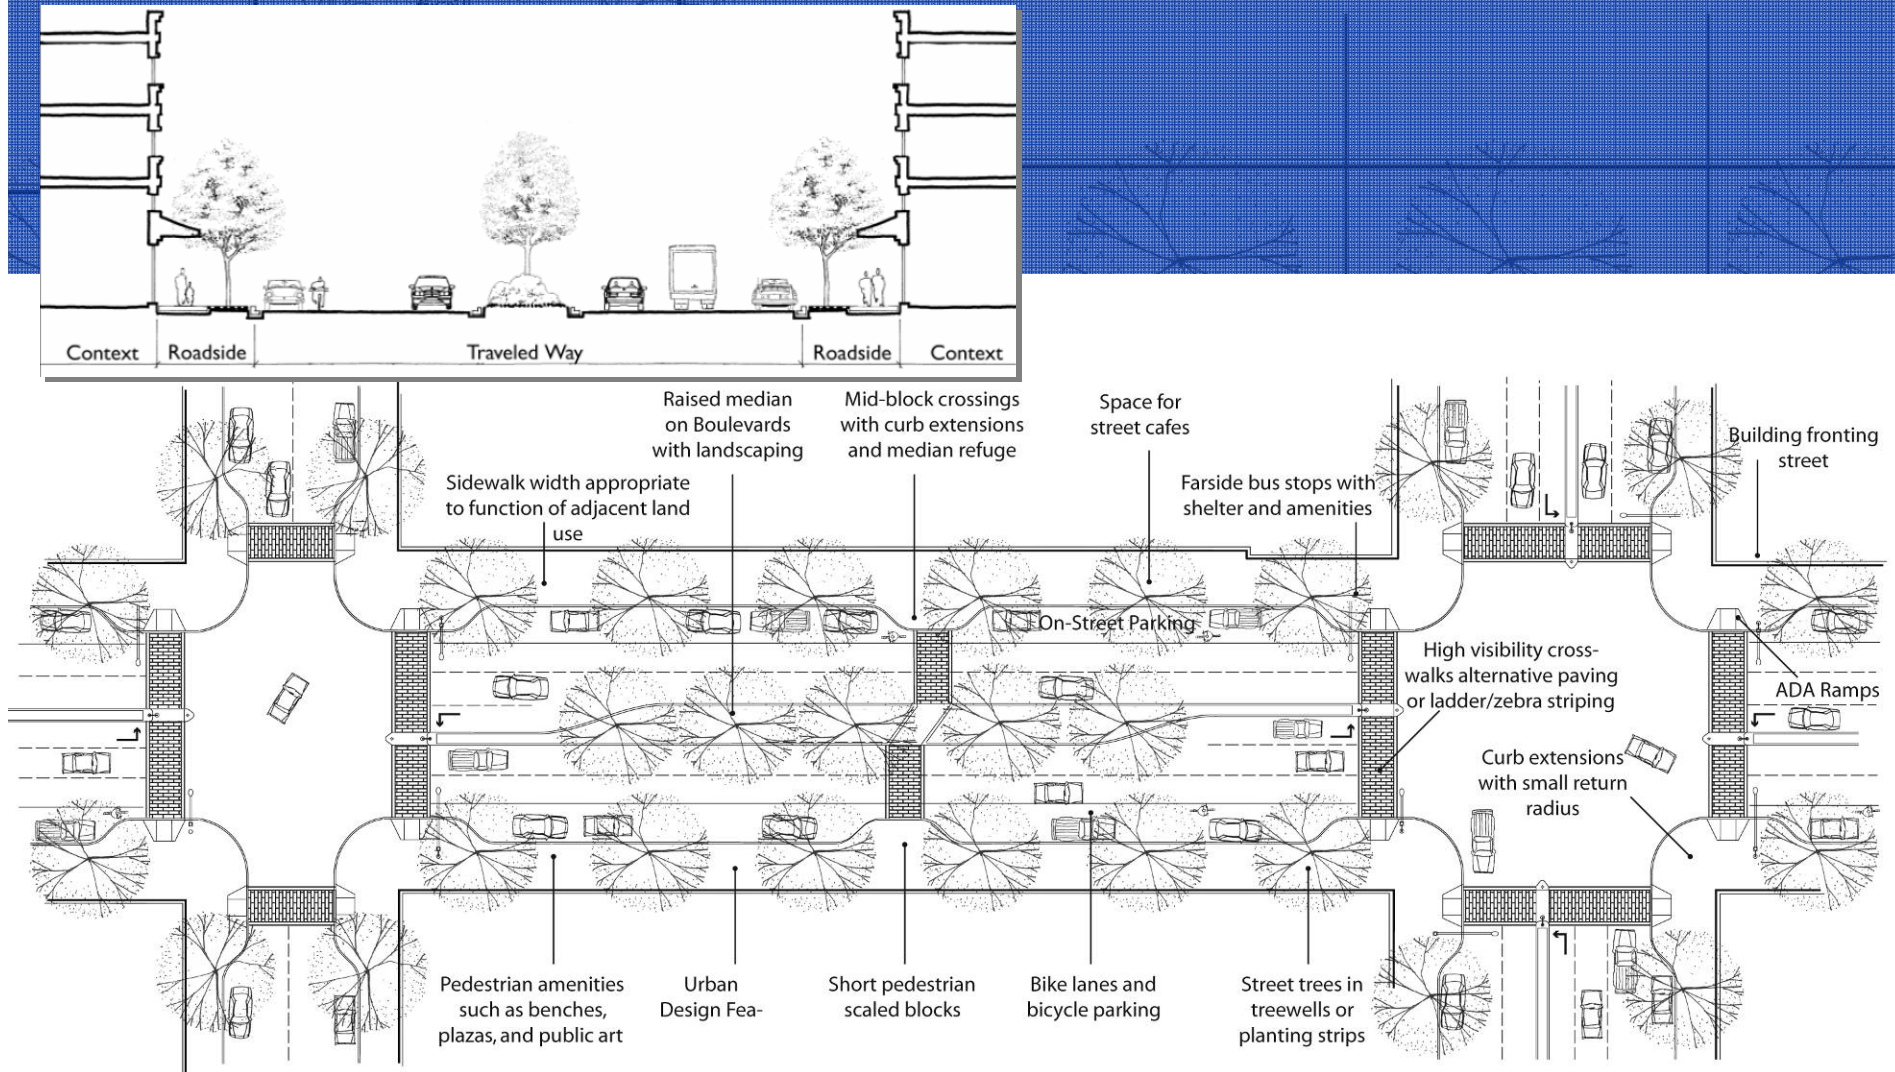 Context
Roadside
Traveled Way
Roadside
Context
Raised median
on Boulevards
with landscaping
Mid-block crossings
with curb extensions
and median refuge
Space for
street cafes
Building fronting
street
Sidewalk width appropriate
to function of adjacent land
use
Farside bus stops with
shelter and amenities
On-Street Parking
High visibility cross-
walks alternative paving
or ladder/zebra striping
ADA Ramps
Curb extensions
with small return
radius
Pedestrian amenities
such as benches,
plazas, and public art
Urban
Design Fea-
Short pedestrian
scaled blocks
Bike lanes and
bicycle parking
Street trees in
treewells or
planting strips